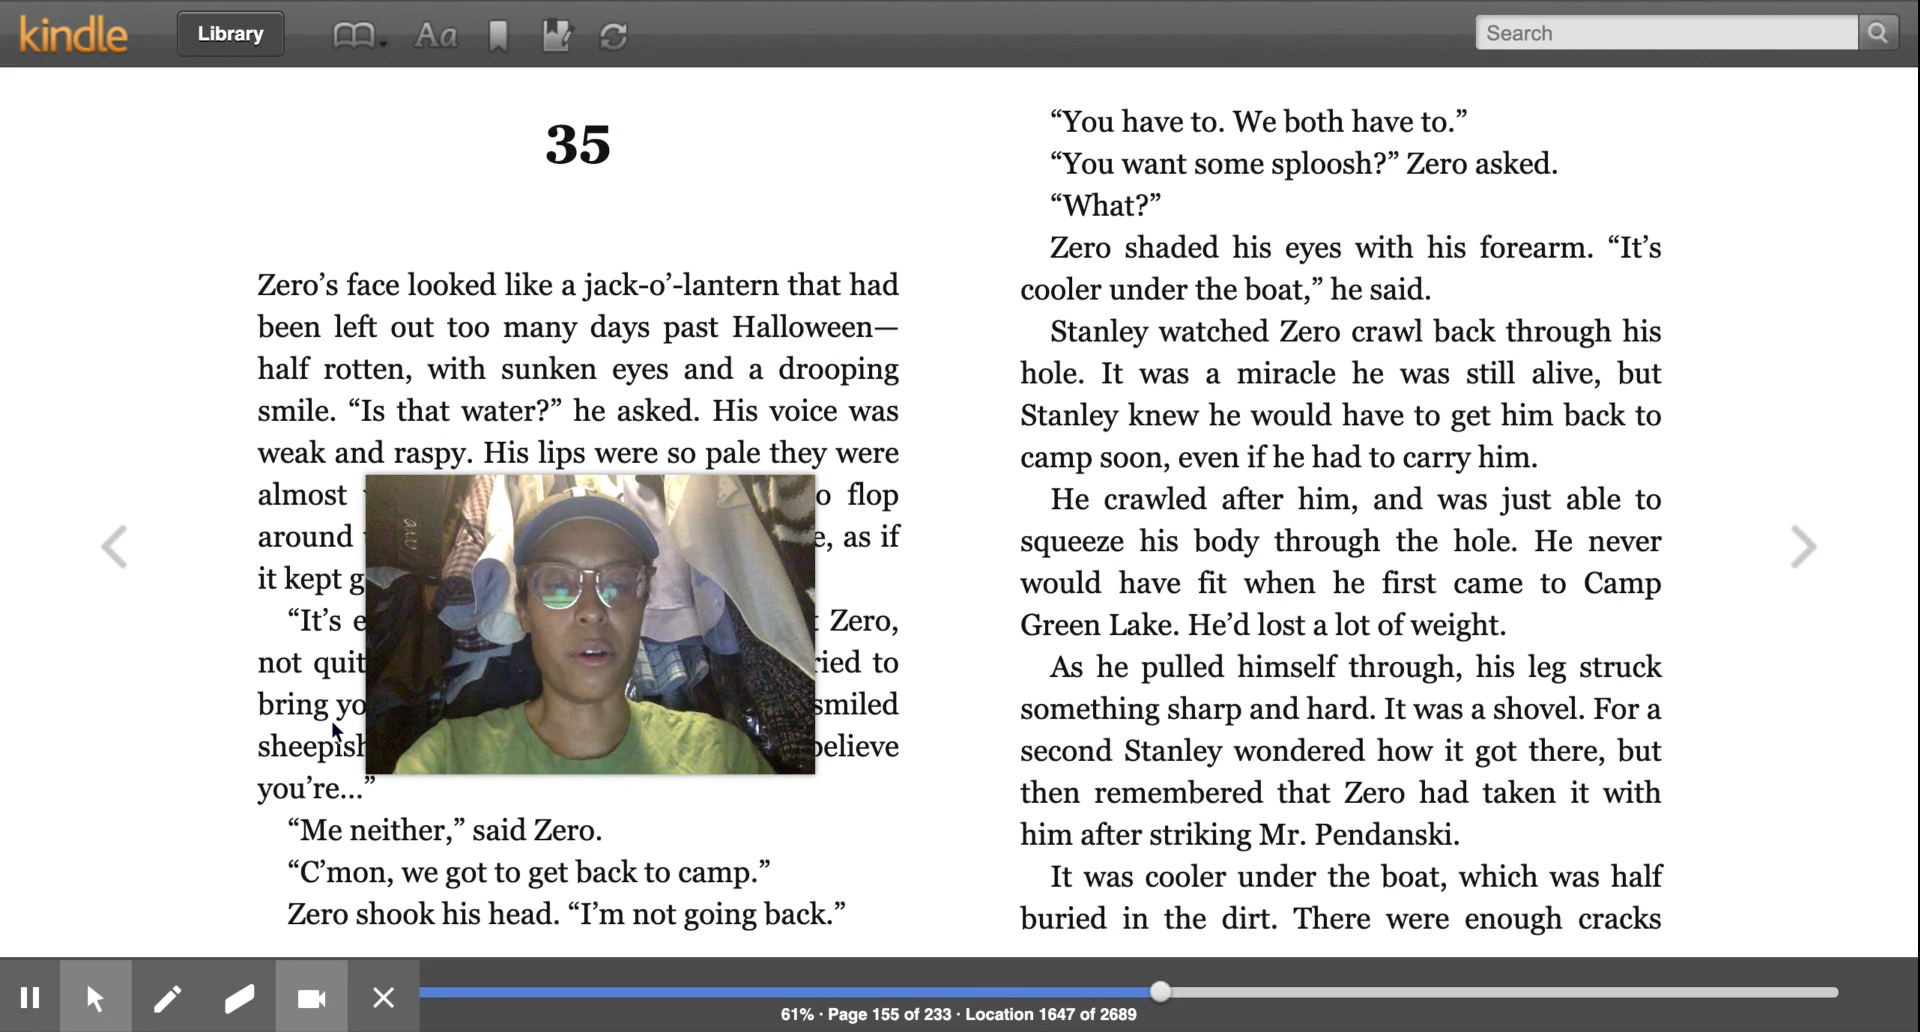 kindle Library Aa Search
35
Zero’s face looked like a jack-o’-lantern that had
been left out too many days past Halloween—
half rotten, with sunken eyes and a drooping
smile. “Is that water?” he asked. His voice was
weak and raspy. His lips were so pale they were
almost flop
around as if
it kept
“It’s Zero,
not to
bring smiled
believe
you’re...”
“Me neither,” said Zero.
“C’mon, we got to get back to camp.”
Zero shook his head. “I’m not going back.”
“You have to. We both have to.”
“You want some sploosh?” Zero asked.
“What?”
Zero shaded his eyes with his forearm. “It’s
cooler under the boat,” he said.
Stanley watched Zero crawl back through his
hole. It was a miracle he was still alive, but
Stanley knew he would have to get him back to
camp soon, even if he had to carry him.
He crawled after him, and was just able to
squeeze his body through the hole. He never
would have fit when he first came to Camp
Green Lake. He’d lost a lot of weight.
As he pulled himself through, his leg struck
something sharp and hard. It was a shovel. For a
second Stanley wondered how it got there, but
then remembered that Zero had taken it with
him after striking Mr. Pendanski.
It was cooler under the boat, which was half
buried in the dirt. There were enough cracks
61% · Page 155 of 233 · Location 1647 of 2689